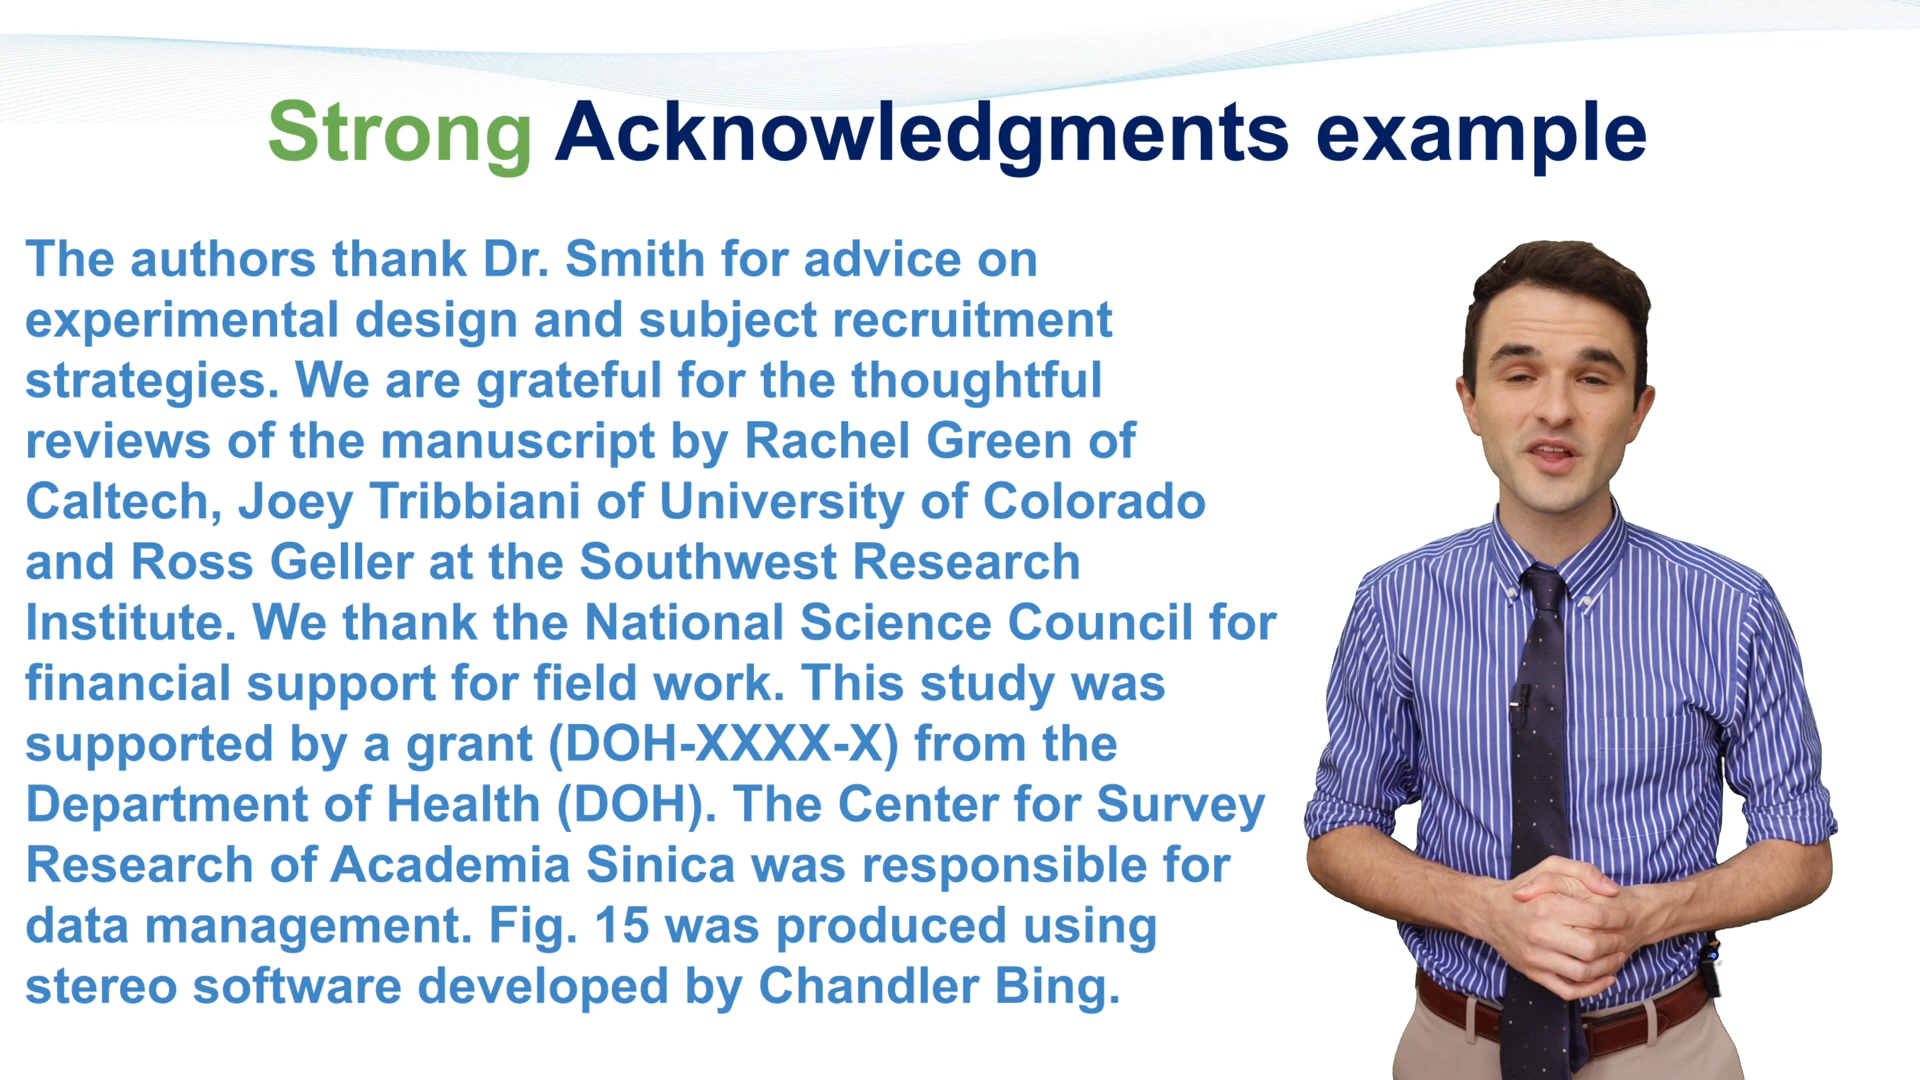 Strong Acknowledgments example
The authors thank Dr. Smith for advice on
experimental design and subject recruitment
strategies. We are grateful for the thoughtful
reviews of the manuscript by Rachel Green of
Caltech, Joey Tribbiani of University of Colorado
and Ross Geller at the Southwest Research
Institute. We thank the National Science Council for
financial support for field work. This study was
supported by a grant (DOH-XXXX-X) from the
Department of Health (DOH). The Center for Survey
Research of Academia Sinica was responsible for
data management. Fig. 15 was produced using
stereo software developed by Chandler Bing.